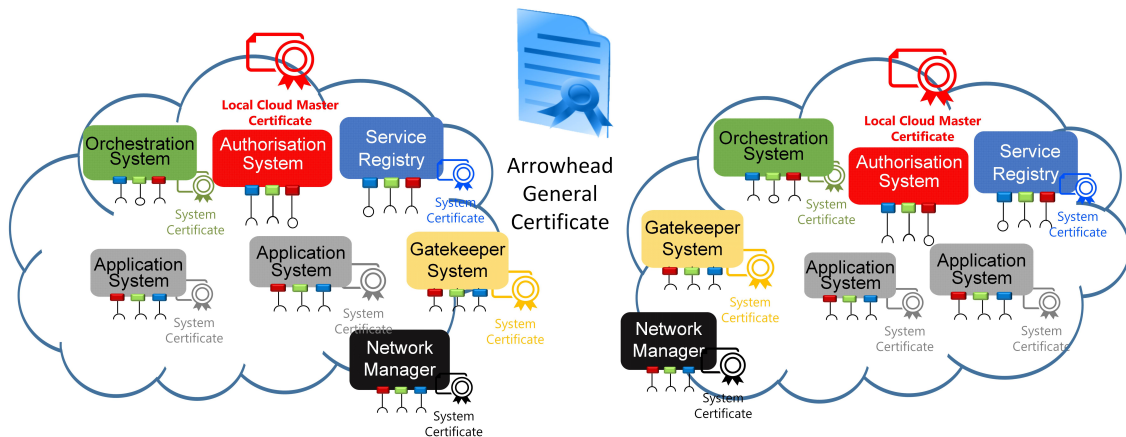 Local Cloud Master
Certificate
Orchestration
System
Authorisation
System
Service
Registry
System
Certificate
System
Certificate
Application
System
Application
System
Gatekeeper
System
System
Certificate
System
Certificate
System
Certificate
Network
Manager
System
Certificate
Arrowhead
General
Certificate
Local Cloud Master
Certificate
Orchestration
System
Authorisation
System
Service
Registry
System
Certificate
System
Certificate
Gatekeeper
System
Application
System
Application
System
System
Certificate
System
Certificate
System
Certificate
Network
Manager
System
Certificate